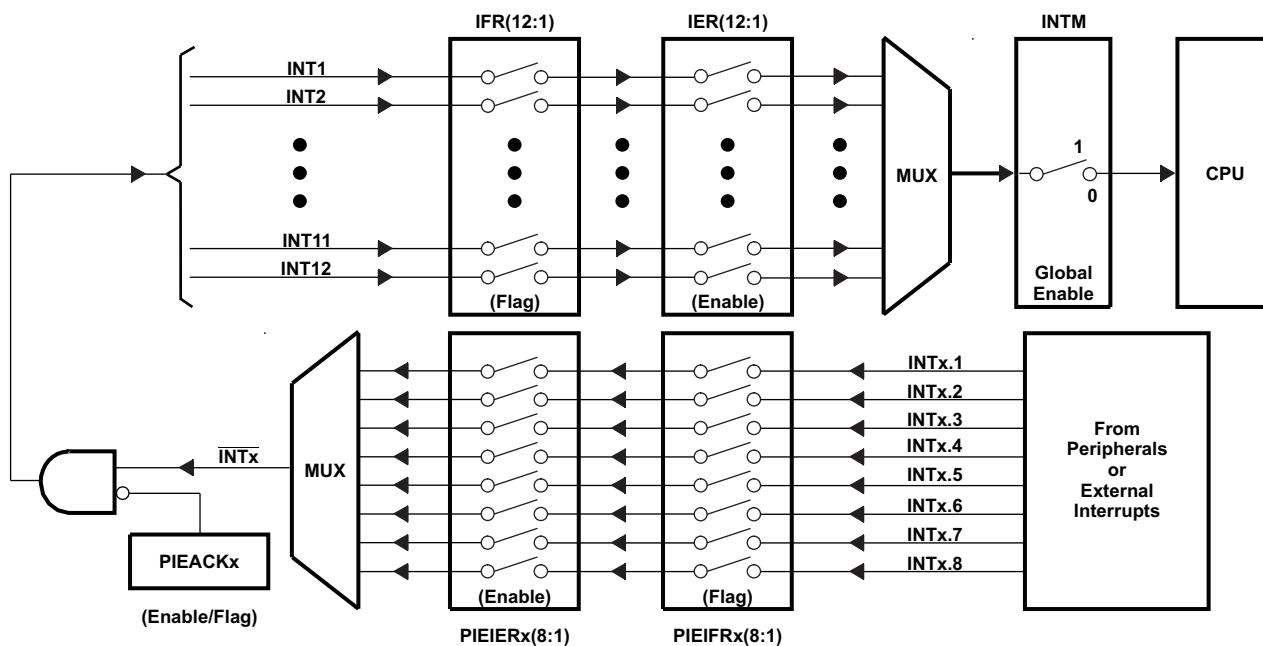 IFR(12:1)
IER(12:1)
INTM
INT1
INT2
1
MUX
CPU
0
INT11
INT12
Global
Enable
(Flag)
(Enable)
INTx.1
INTx.2
INTx.3
INTx.4
INTx.5
INTx.6
INTx.7
INTx.8
From
Peripherals
or
External
Interrupts
INTx
MUX
PIEACKx
(Enable/Flag)
(Enable)
(Flag)
PIEIERx(8:1)
PIEIFRx(8:1)